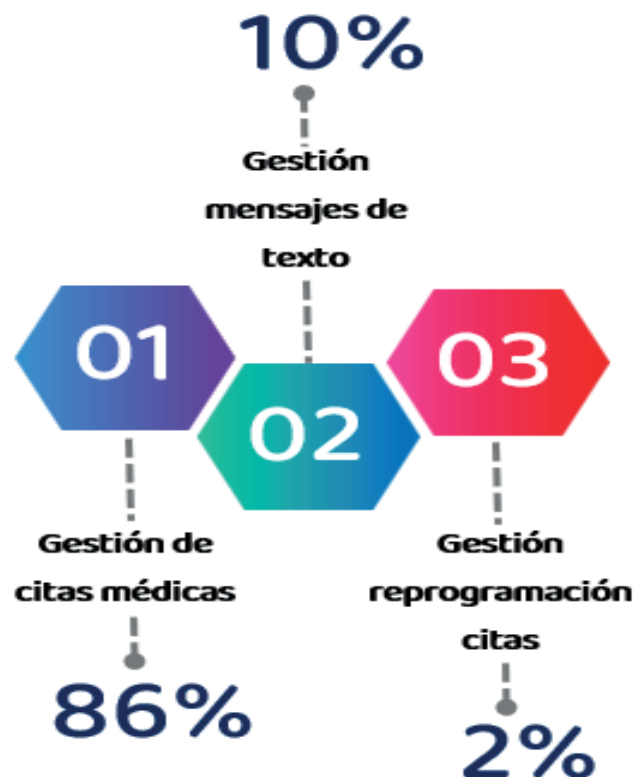 10%
Gestión
mensajes de
texto
01
02
03
Gestión de
citas médicas
86%
Gestión
reprogramación
citas
2%